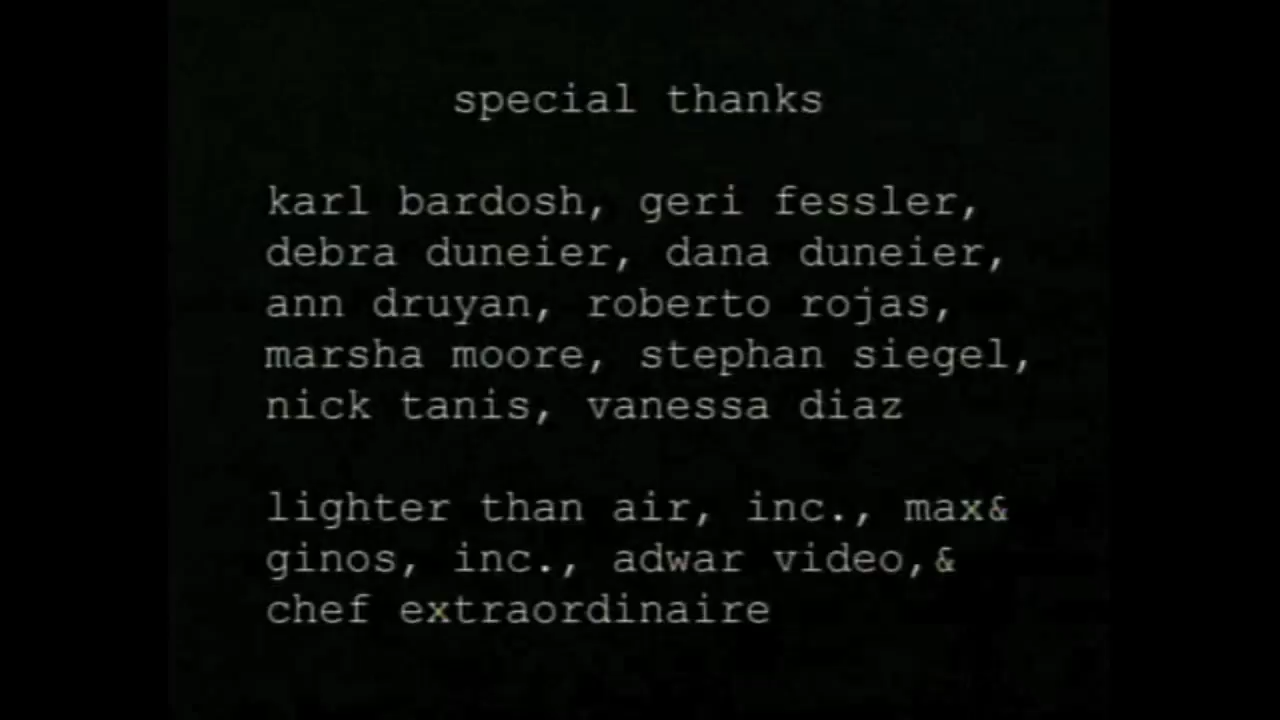 special thanks
karl bardosh, geri fessler,
debra duneier, dana duneier,
ann druyan, roberto rojas,
marsha moore, stephan siegel,
nick tanis, vanessa diaz
lighter than air, inc., max&
ginos, inc., adwar video,&
chef extraordinaire